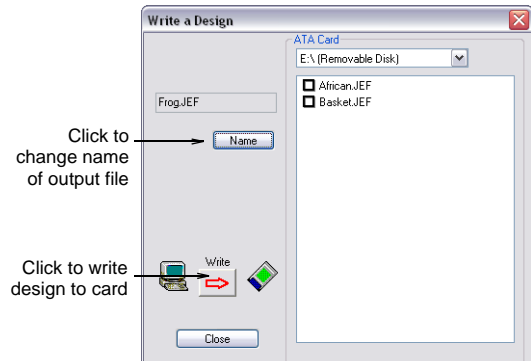 Write a Design
ATA Card
E:\ (Removable Disk)
African.JEF
Basket.JEF
Frog.JEF
Name
Click to
change name
of output file
Write
Click to write
design to card
Close